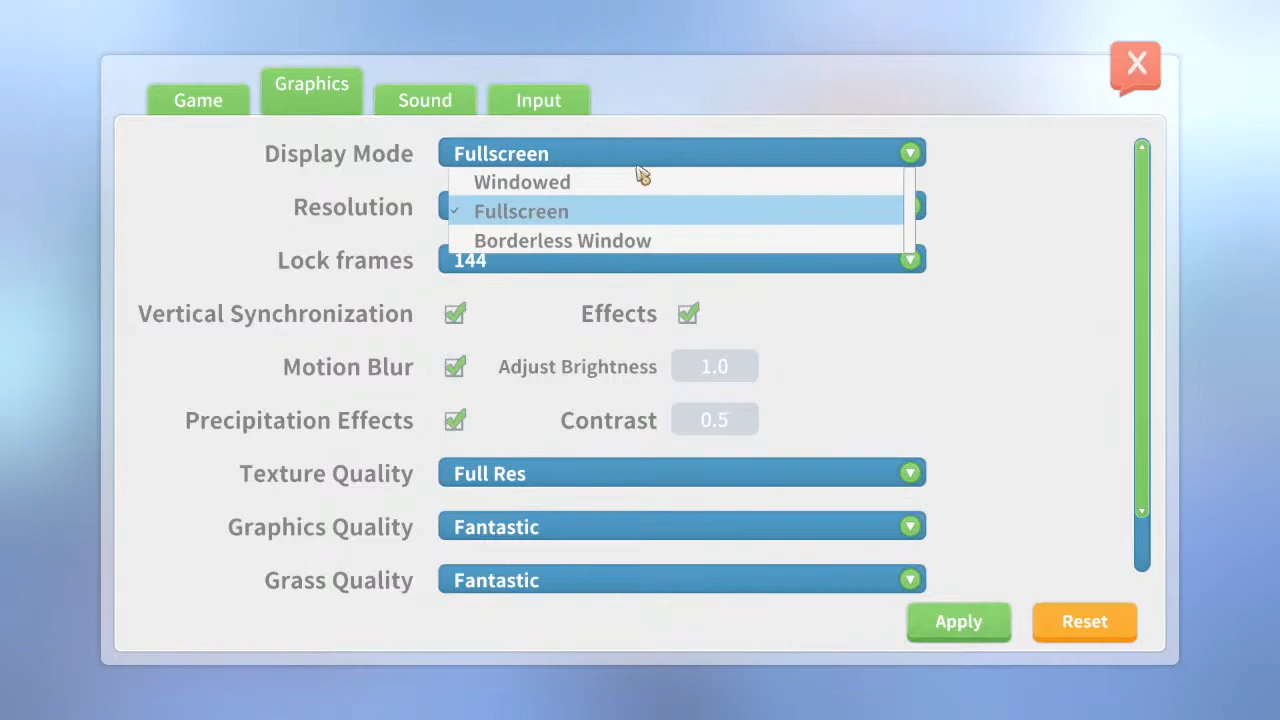 X
Game
Graphics
Sound
Input
Display Mode
Fullscreen
Windowed
Fullscreen
Borderless Window
Resolution
Lock frames
144
Vertical Synchronization
Effects
Motion Blur
Adjust Brightness
1.0
Precipitation Effects
Contrast
0.5
Texture Quality
Full Res
Graphics Quality
Fantastic
Grass Quality
Fantastic
Apply
Reset